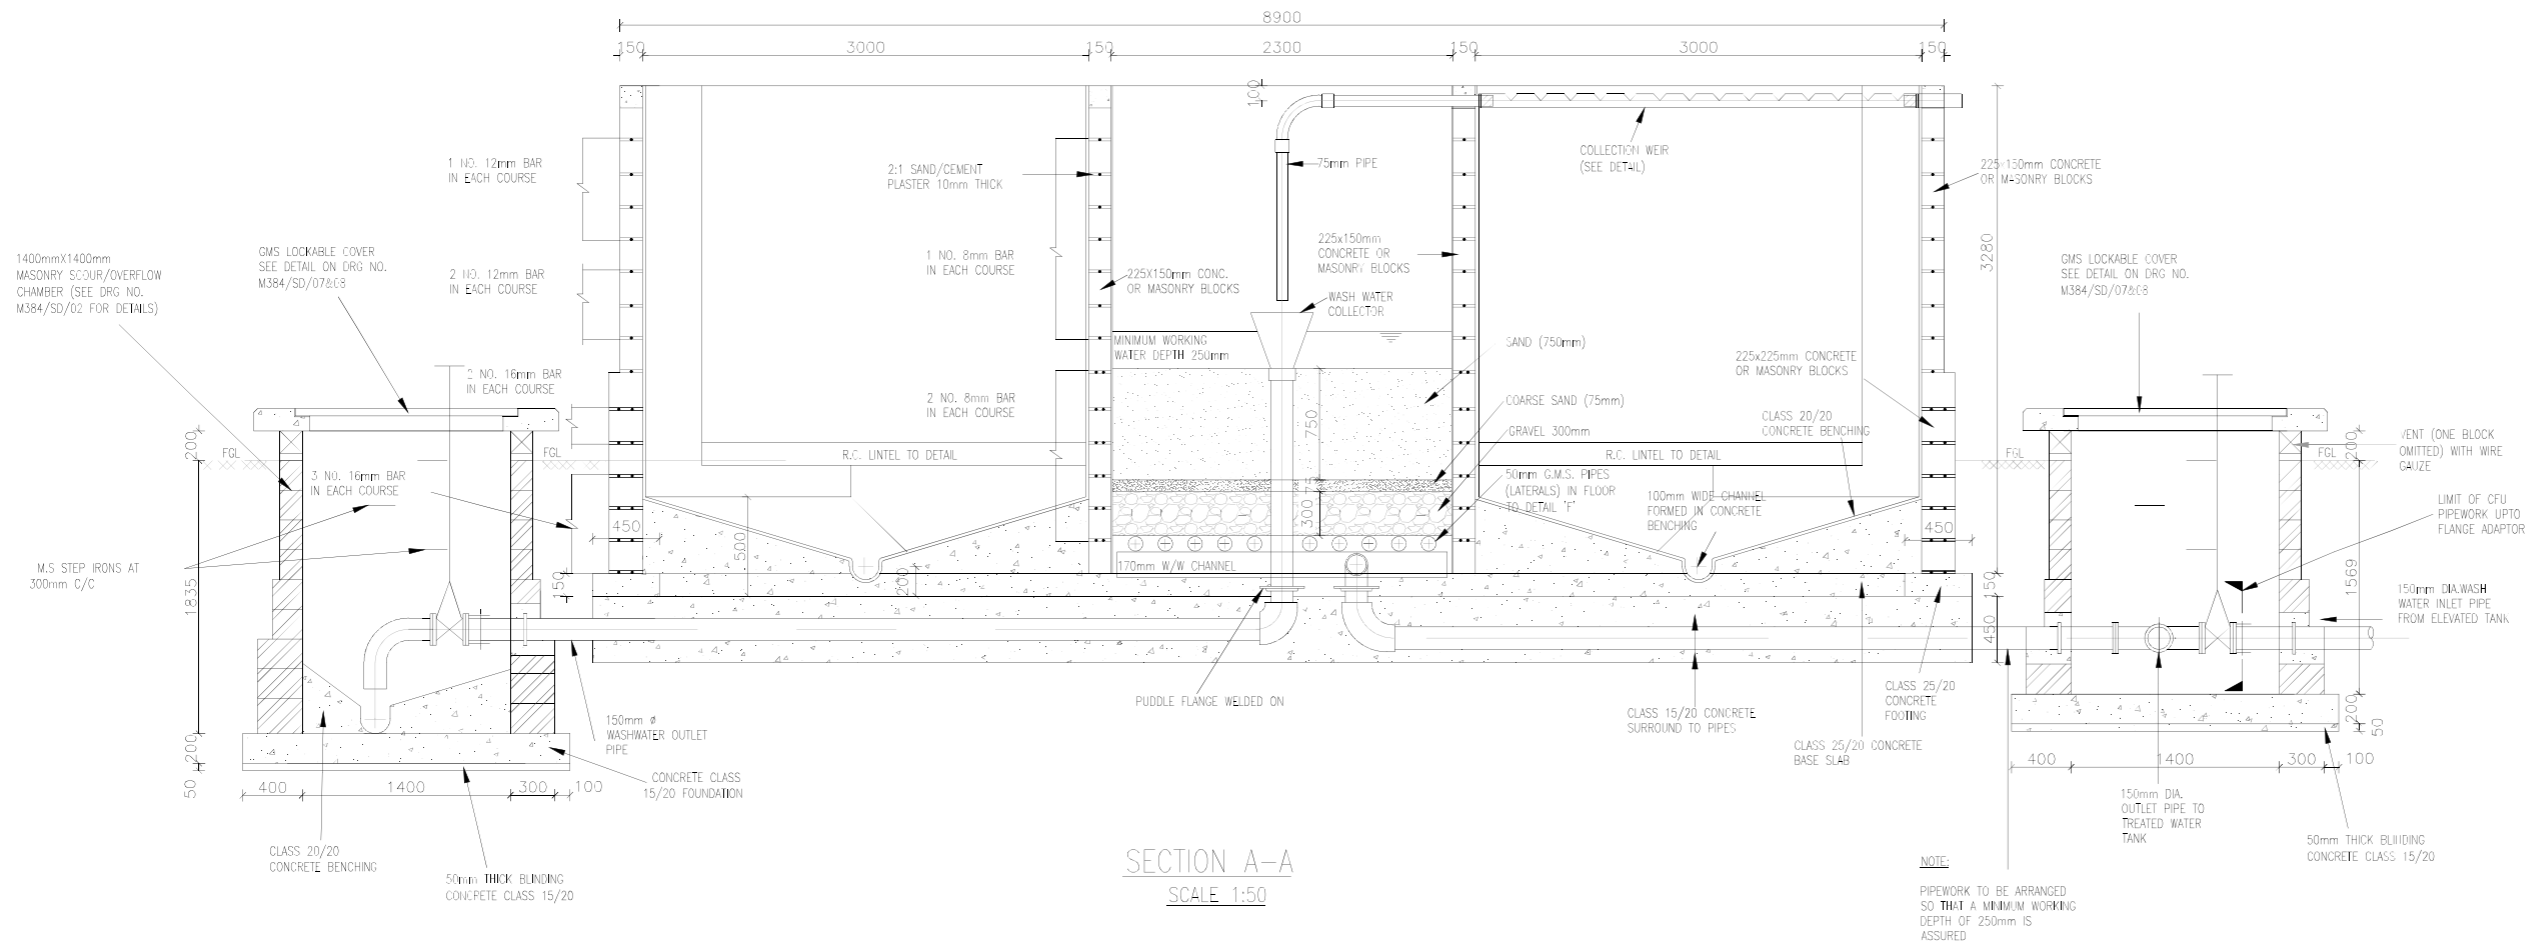 8900
150
3000
150
2300
150
3000
150
100
3280
1 NO. 12mm BAR
IN EACH COURSE
2:1 SAND/CEMENT
PLASTER 10mm THICK
75mm PIPE
COLLECTION WEIR
(SEE DETAIL)
225x150mm CONCRETE
OR MASONRY BLOCKS
1400mmX1400mm
MASONRY SCOUR/OVERFLOW
CHAMBER (SEE DRG NO.
M384/SD/02 FOR DETAILS)
GMS LOCKABLE COVER
SEE DETAIL ON DRG NO.
M384/SD/07&08
2 NO. 12mm BAR
IN EACH COURSE
1 NO. 8mm BAR
IN EACH COURSE
225X150mm CONC.
OR MASONRY BLOCKS
225x150mm
CONCRETE OR
MASONRY BLOCKS
WASH WATER
COLLECTOR
GMS LOCKABLE COVER
SEE DETAIL ON DRG NO.
M384/SD/07&08
MINIMUM WORKING
WATER DEPTH 250mm
SAND (750mm)
225x225mm CONCRETE
OR MASONRY BLOCKS
2 NO. 16mm BAR
IN EACH COURSE
2 NO. 8mm BAR
IN EACH COURSE
COARSE SAND (75mm)
GRAVEL 300mm
CLASS 20/20
CONCRETE BENCHING
750
75
300
200
FGL
FGL
R.C. LINTEL TO DETAIL
R.C. LINTEL TO DETAIL
FGL
FGL
200
VENT (ONE BLOCK
OMITTED) WITH WIRE
GAUZE
3 NO. 16mm BAR
IN EACH COURSE
50mm G.M.S. PIPES
(LATERALS) IN FLOOR
TO DETAIL "F"
100mm WIDE CHANNEL
FORMED IN CONCRETE
BENCHING
LIMIT OF CFU
PIPEWORK UPTO
FLANGE ADAPTOR
450
500
200
150
450
150
450
170mm W/W CHANNEL
M.S STEP IRONS AT
300mm C/C
1835
1569
150mm DIA.WASH
WATER INLET PIPE
FROM ELEVATED TANK
PUDDLE FLANGE WELDED ON
CLASS 15/20 CONCRETE
SURROUND TO PIPES
CLASS 25/20
CONCRETE
FOOTING
CLASS 25/20 CONCRETE
BASE SLAB
150mm ø
WASHWATER OUTLET
PIPE
200
50
200
50
400
1400
300
100
CONCRETE CLASS
15/20 FOUNDATION
400
1400
300
100
150mm DIA.
OUTLET PIPE TO
TREATED WATER
TANK
CLASS 20/20
CONCRETE BENCHING
50mm THICK BLINDING
CONCRETE CLASS 15/20
50mm THICK BLINDING
CONCRETE CLASS 15/20
SECTION A-A
SCALE 1:50
NOTE:
PIPEWORK TO BE ARRANGED
SO THAT A MINIMUM WORKING
DEPTH OF 250mm IS
ASSURED